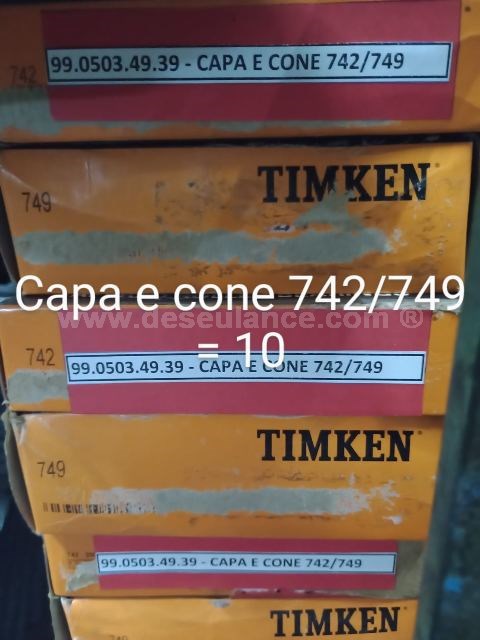 742
99.0503.49.39 - CAPA E CONE 742/749
TIMKEN
749
Capa e cone 742/749
www.deseulance.com ®
= 10
742
99.0503.49.39 - CAPA E CONE 742/749
TIMKEN
749
99.0503.49.39 - CAPA E CONE 742/749
TIMKEN
749